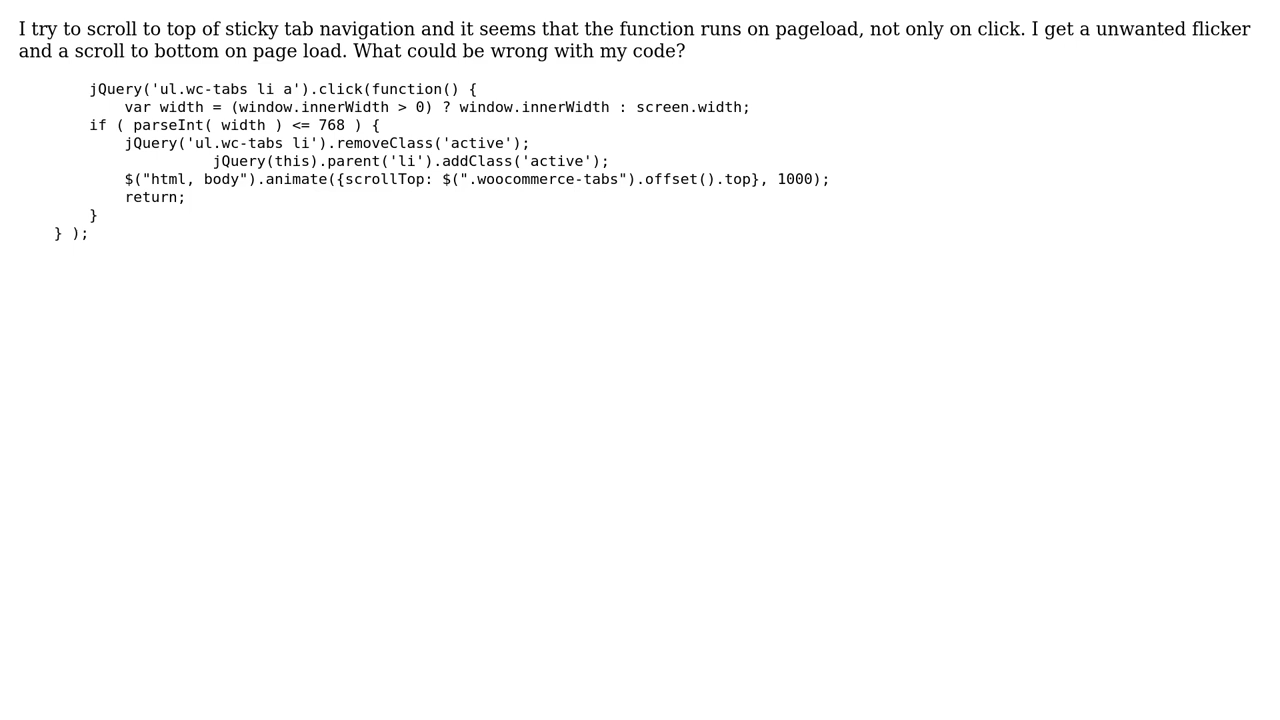 I try to scroll to top of sticky tab navigation and it seems that the function runs on pageload, not only on click. I get a unwanted flicker
and a scroll to bottom on page load. What could be wrong with my code?
jQuery('ul.wc-tabs li a').click(function() {
var width = (window.innerWidth > 0) ? window.innerWidth : screen.width;
if ( parseInt( width ) <= 768 ) {
jQuery('ul.wc-tabs li').removeClass('active');
jQuery(this).parent('li').addClass('active');
$("html, body").animate({scrollTop: $(".woocommerce-tabs").offset().top}, 1000);
return;
}
} );